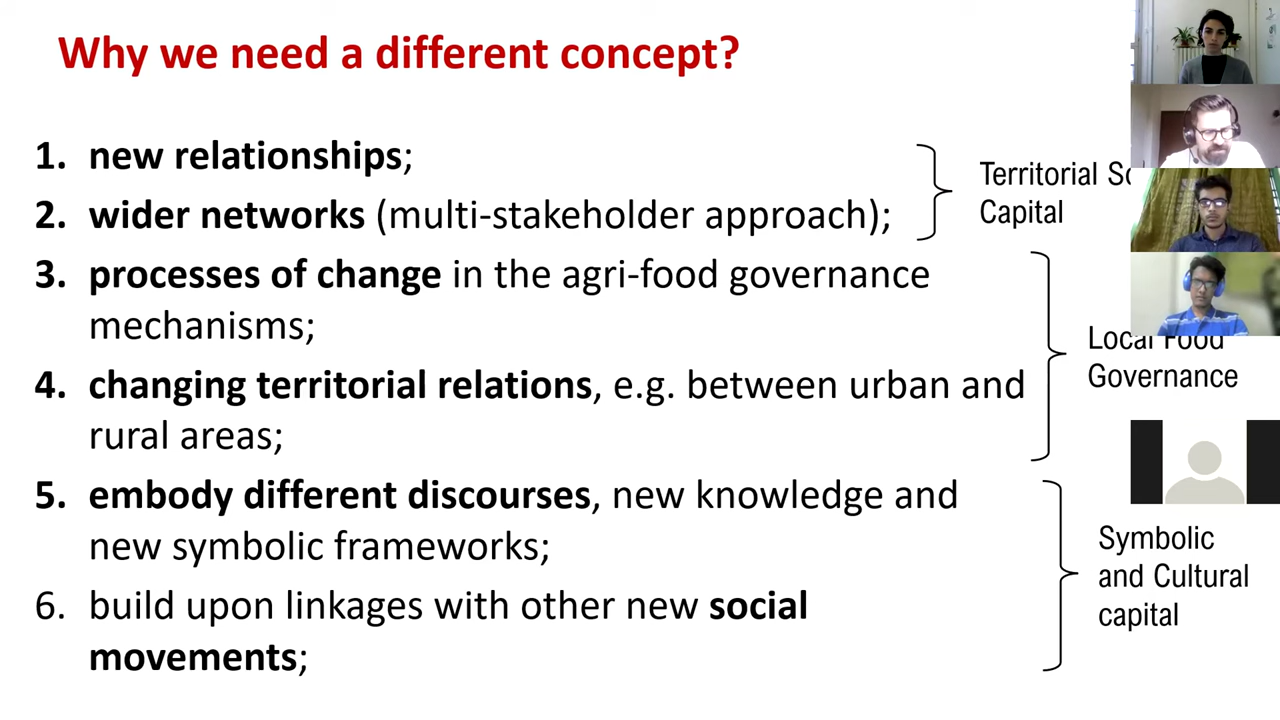 Why we need a different concept?
1. new relationships;
2. wider networks (multi-stakeholder approach);
Territorial
Capital
3. processes of change in the agri-food governance
mechanisms;
4. changing territorial relations, e.g. between urban and
rural areas;
Local Food
Governance
5. embody different discourses, new knowledge and
new symbolic frameworks;
6. build upon linkages with other new social
movements;
Symbolic
and Cultural
capital